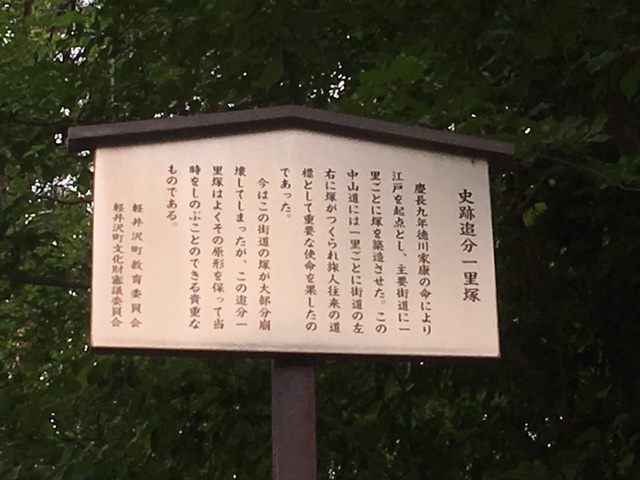 史跡追分一里塚
慶長九年徳川家康の命により
江戸を起点とし、主要街道に一
里ごとに塚を築造させた。この
中山道には一里ごとに街道の左
右に塚がつくられ旅人往来の道
標として重要な使命を果したの
であった。
今はこの街道の塚が大部分崩
壊してしまったが、この追分一
里塚はよくその原形を保って当
時をしのぶことのできる貴重な
ものである。
軽井沢町教育委員会
軽井沢町文化財審議委員会